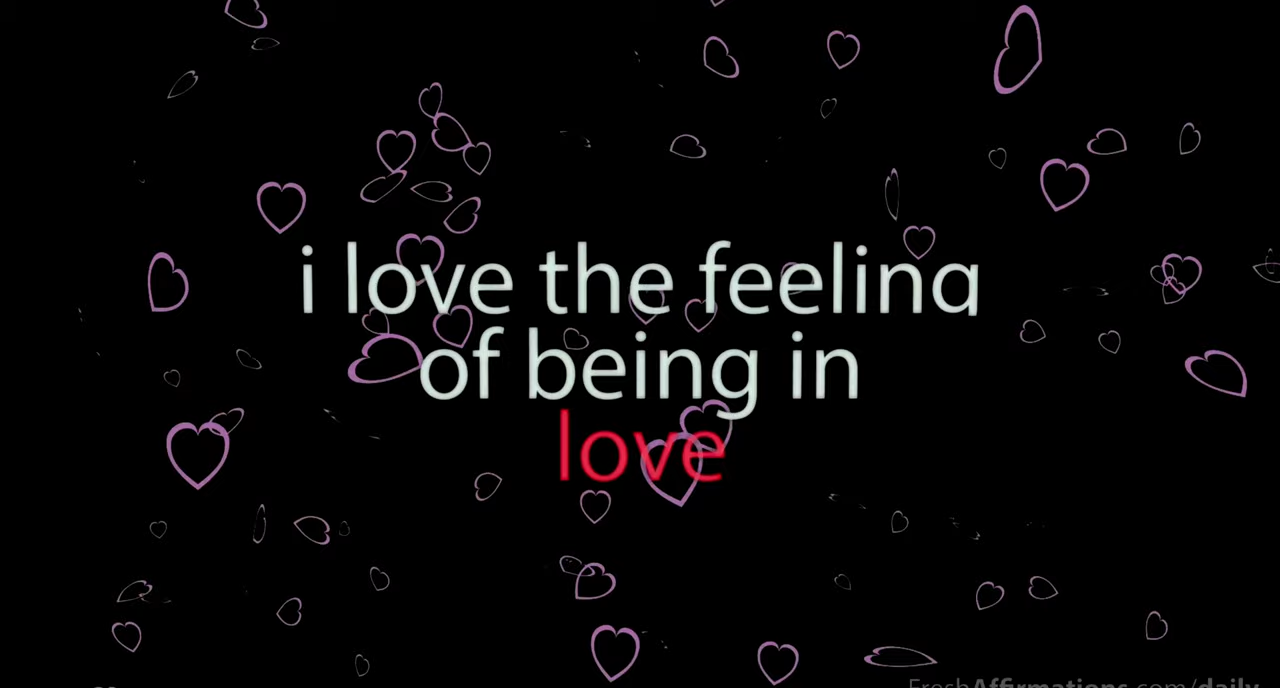 i love the feeling
of being in
love
FreshAffirmations.com/daily